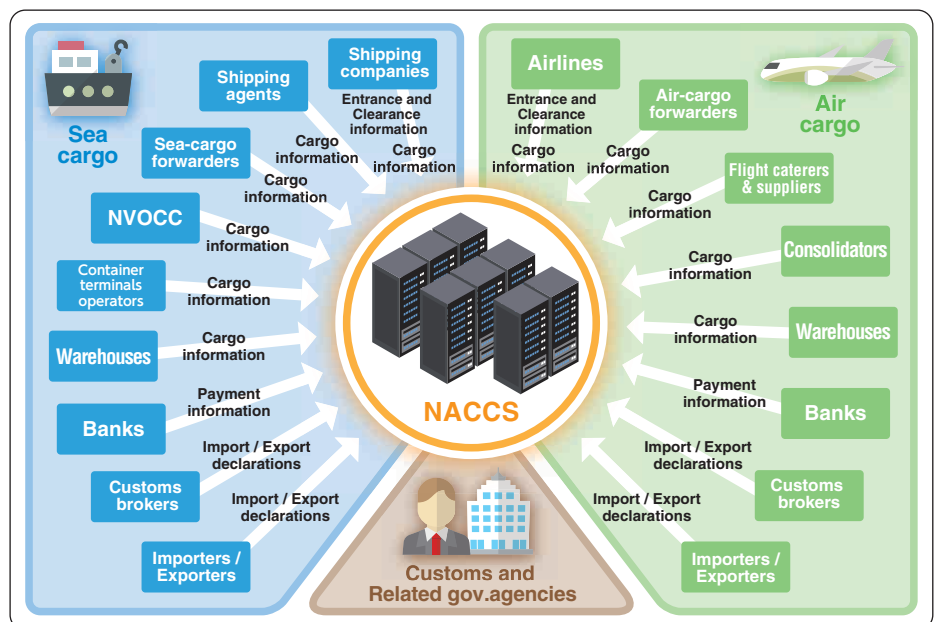 Sea
cargo
Shipping
companies
Entrance and
Clearance
information
Cargo
information
Shipping
agents
Cargo
information
Sea-cargo
forwarders
Cargo
information
NVOCC
Cargo
information
Container
terminals
operators
Cargo
information
Warehouses
Cargo
information
Banks
Payment
information
Customs
brokers
Import / Export
declarations
Importers /
Exporters
Import / Export
declarations
NACCS
Customs and
Related gov.agencies
Air
cargo
Airlines
Entrance and
Clearance
information
Cargo
information
Air-cargo
forwarders
Cargo
information
Flight caterers
& suppliers
Cargo
information
Consolidators
Cargo
information
Warehouses
Cargo
information
Banks
Payment
information
Customs
brokers
Import / Export
declarations
Importers /
Exporters
Import / Export
declarations